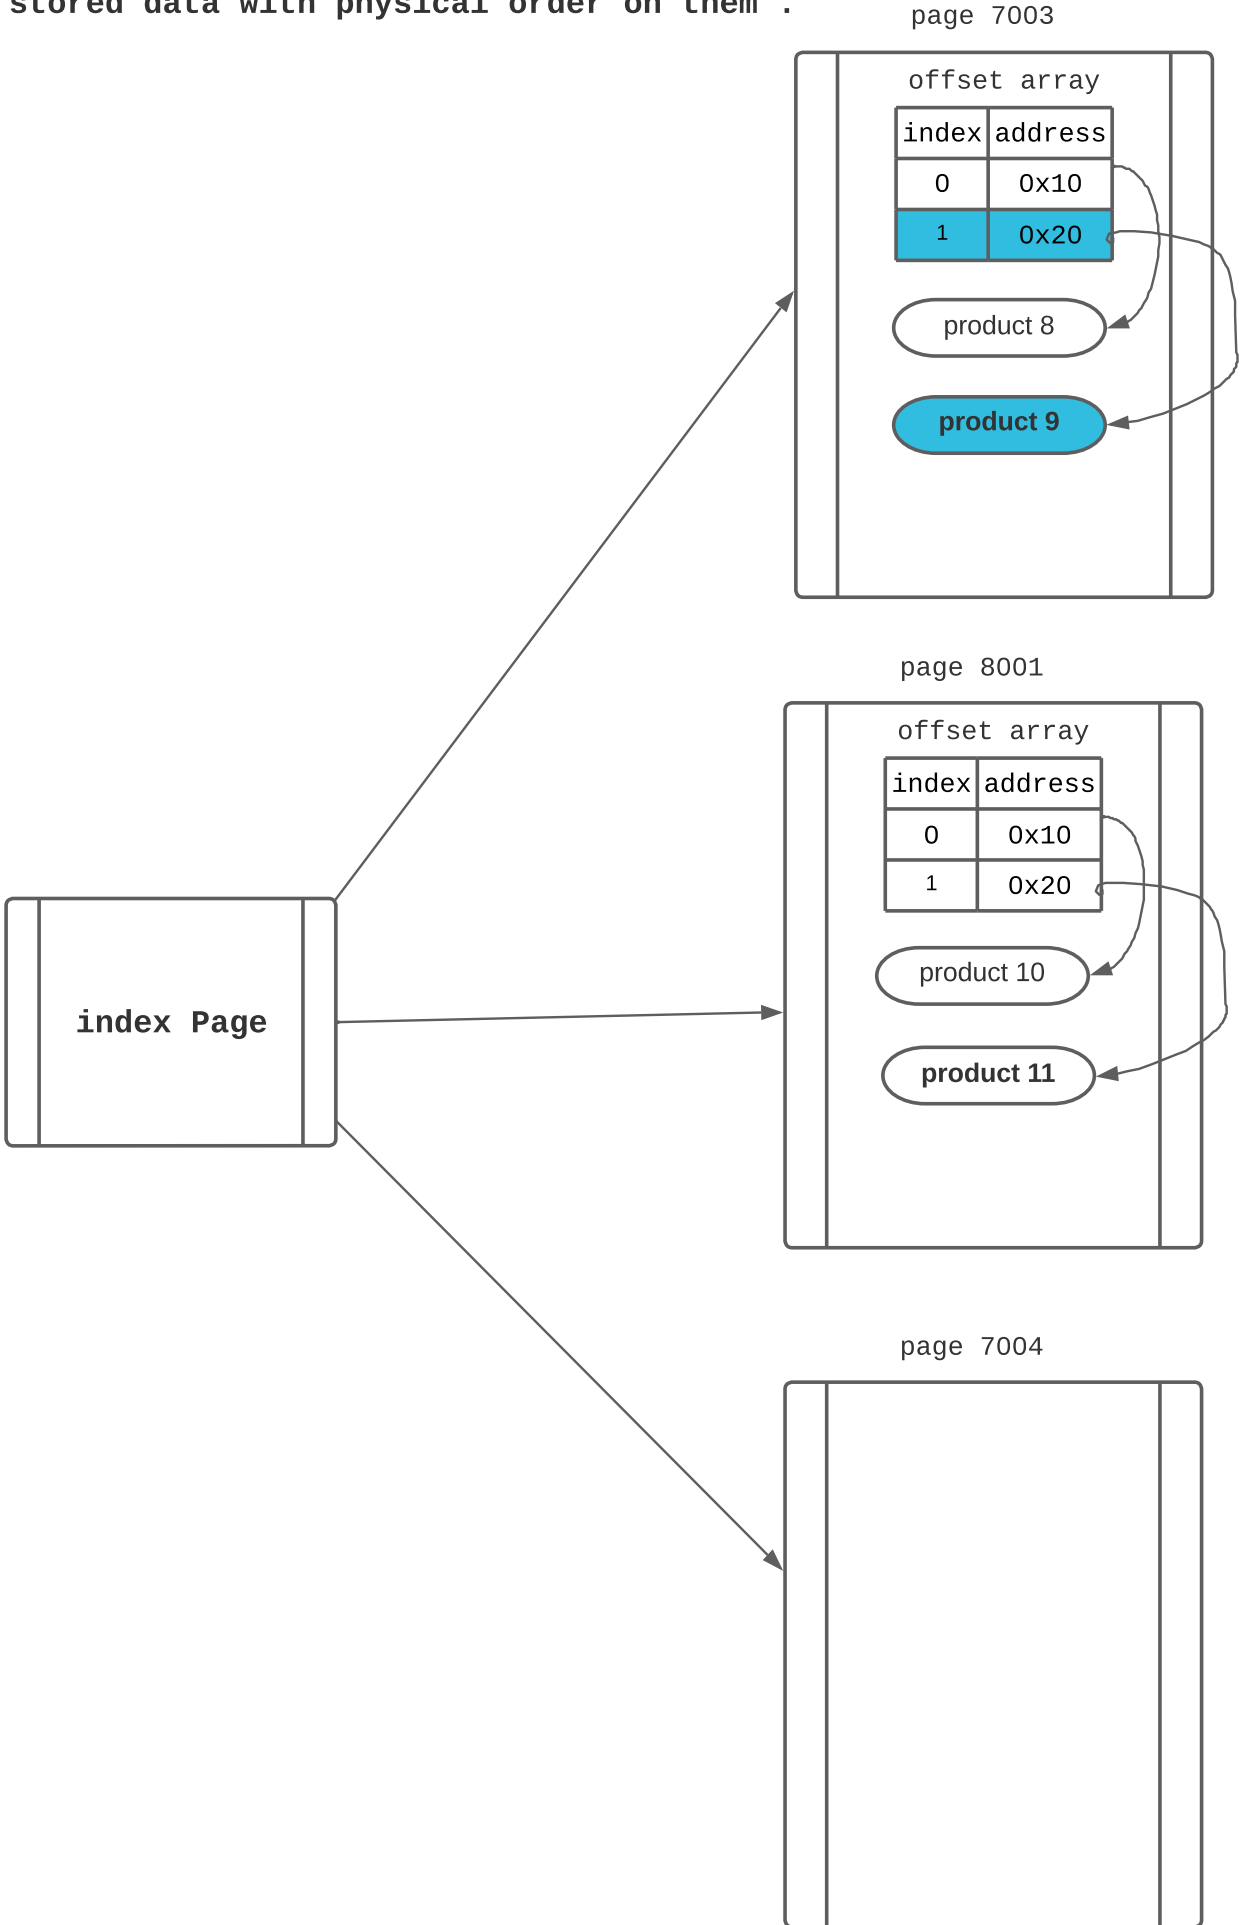 stored data with physical order on them .
page 7003
offset array
index address
0 0x10
1 0x20
product 8
product 9
page 8001
offset array
index address
0 0x10
1 0x20
product 10
product 11
index Page
page 7004